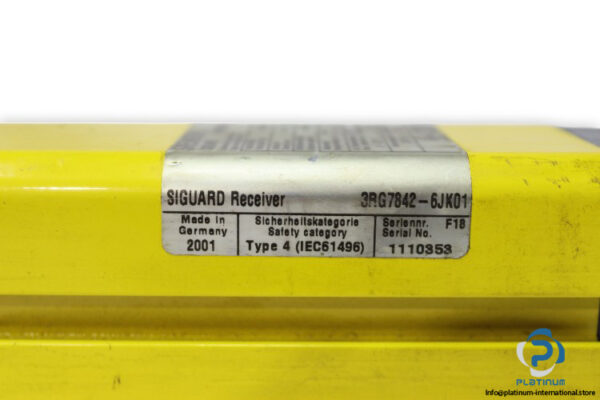 SIGUARD Receiver 3RG7842-6JK01
Made in Germany 2001
Sicherheitskategorie
Safety category
Type 4 (IEC61496)
Seriennr. F18
Serial No.
1110353
PLATINUM
Info@platinum-international.store